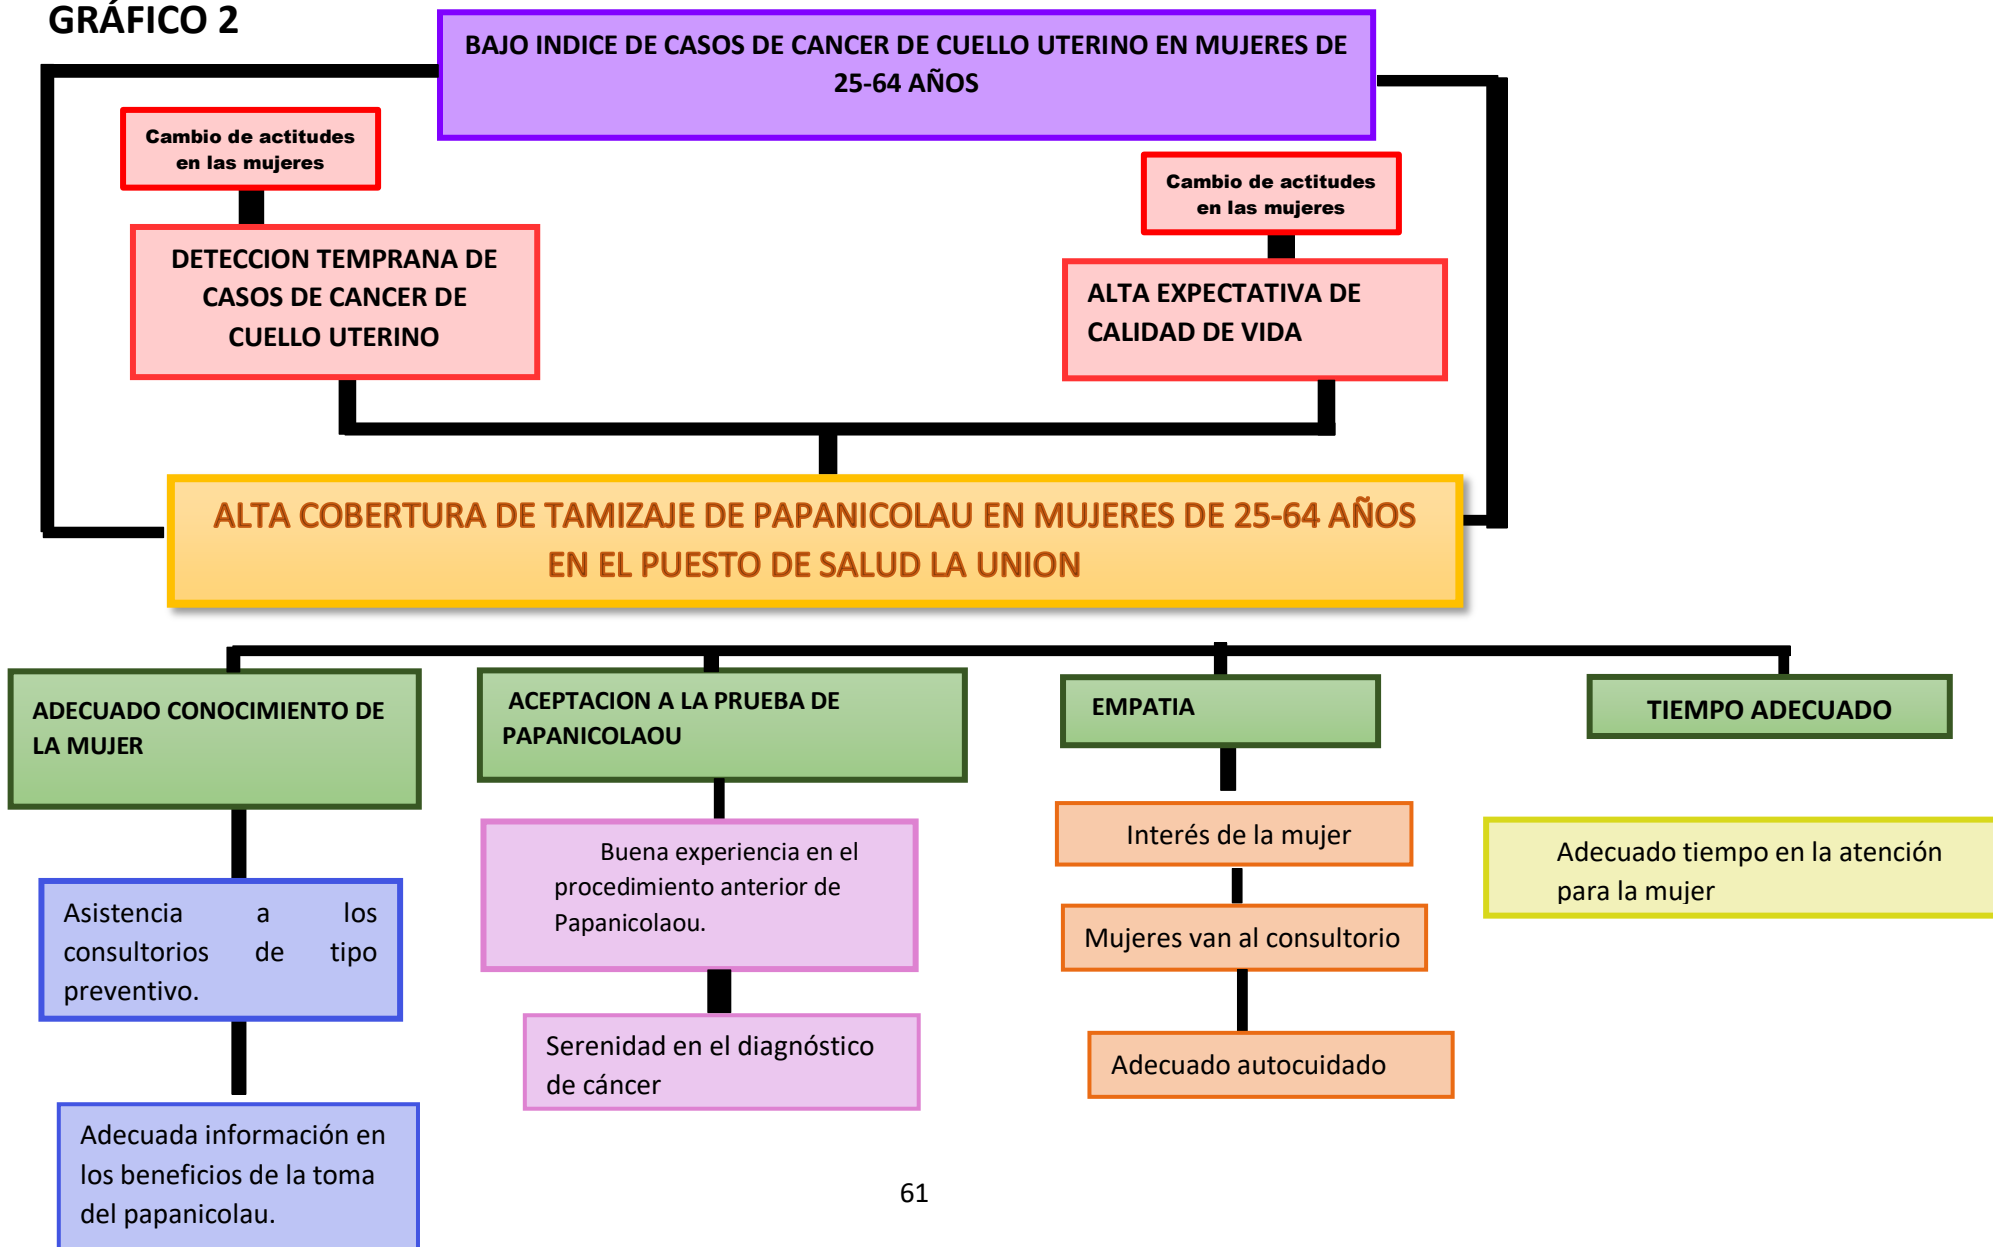 GRÁFICO 2
BAJO INDICE DE CASOS DE CANCER DE CUELLO UTERINO EN MUJERES DE
25-64 AÑOS
Cambio de actitudes
en las mujeres
Cambio de actitudes
en las mujeres
DETECCION TEMPRANA DE
CASOS DE CANCER DE
CUELLO UTERINO
ALTA EXPECTATIVA DE
CALIDAD DE VIDA
ALTA COBERTURA DE TAMIZAJE DE PAPANICOLAU EN MUJERES DE 25-64 AÑOS
EN EL PUESTO DE SALUD LA UNION
ADECUADO CONOCIMIENTO DE
LA MUJER
ACEPTACION A LA PRUEBA DE
PAPANICOLAOU
EMPATIA
TIEMPO ADECUADO
Asistencia a los
consultorios de tipo
preventivo.
Adecuada información en
los beneficios de la toma
del papanicolau.
Buena experiencia en el
procedimiento anterior de
Papanicolaou.
Serenidad en el diagnóstico
de cáncer
Interés de la mujer
Mujeres van al consultorio
Adecuado autocuidado
Adecuado tiempo en la atención
para la mujer
61